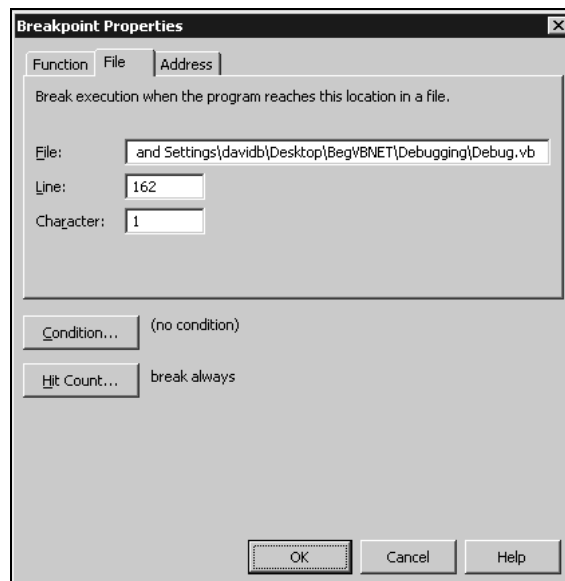 Breakpoint Properties
Function File Address
Break execution when the program reaches this location in a file.
File: and Settings\davidb\Desktop\BegVBNET\Debugging\Debug.vb
Line: 162
Character: 1
Condition... (no condition)
Hit Count... break always
OK Cancel Help